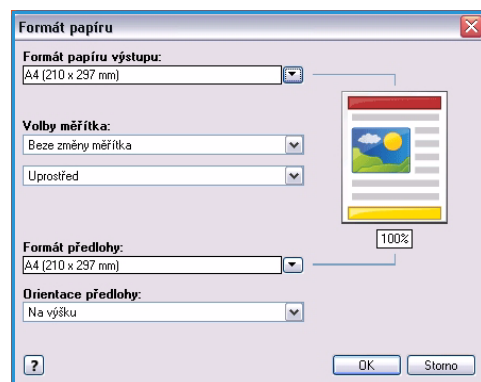 Formát papíru
Formát papíru výstupu:
A4 (210 x 297 mm)
Volby měřítka:
Beze změny měřítka
Uprostřed
100%
Formát předlohy:
A4 (210 x 297 mm)
Orientace předlohy:
Na výšku
?
OK Storno